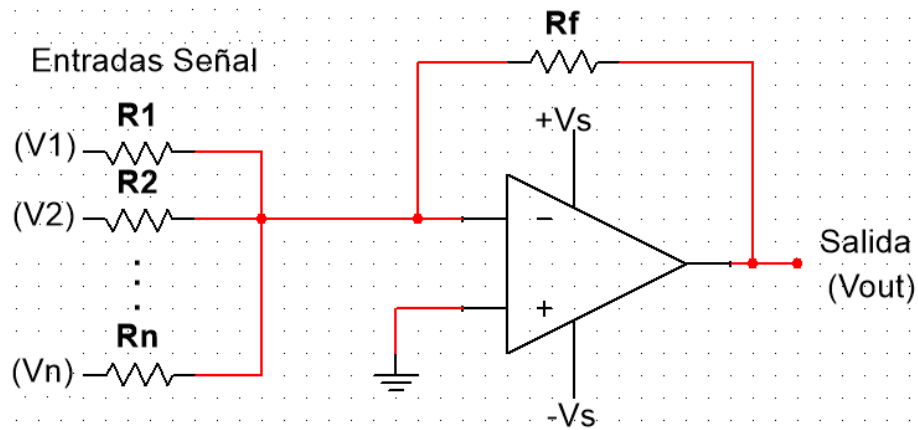 Rf
Entradas Señal
R1
+Vs
(V1)
R2
(V2)
−
Salida
(Vout)
+
Rn
(Vn)
-Vs